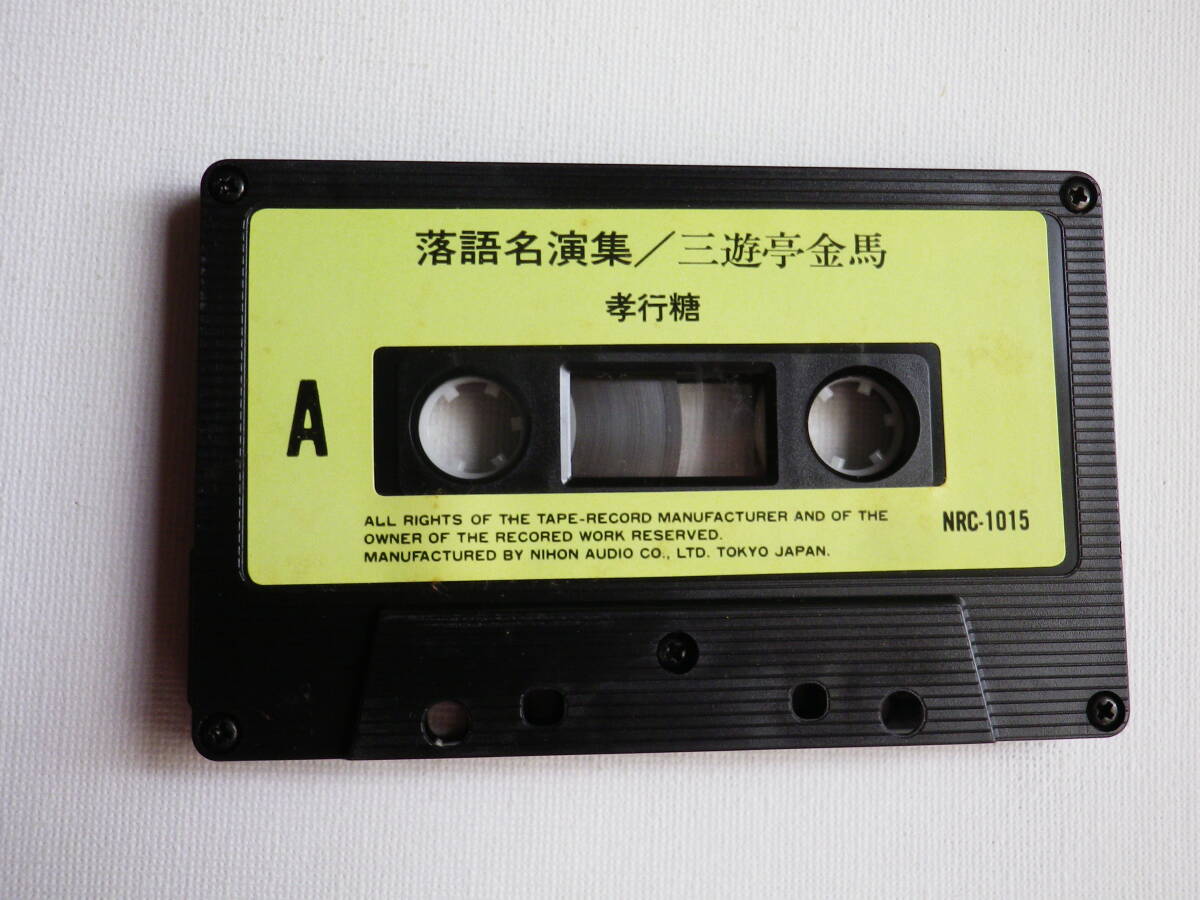 落語名演集／三遊亭金馬
孝行糖
A
ALL RIGHTS OF THE TAPE-RECORD MANUFACTURER AND OF THE
OWNER OF THE RECORED WORK RESERVED.
MANUFACTURED BY NIHON AUDIO CO., LTD. TOKYO JAPAN.
NRC-1015